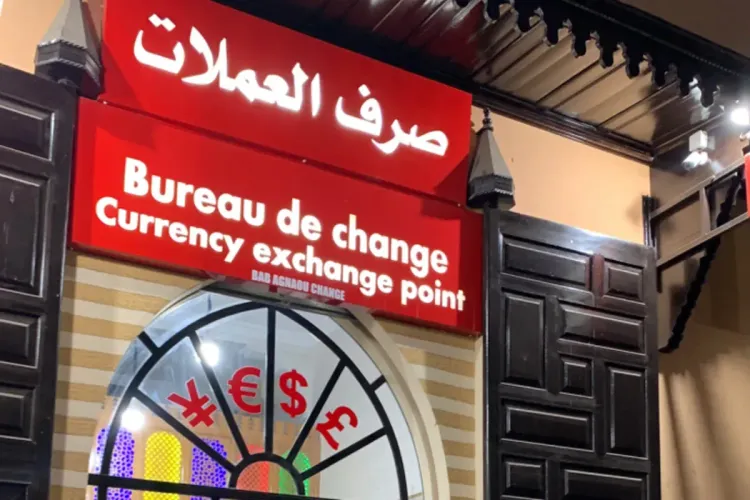 صرف العملات
Bureau de change
Currency exchange point
BAB AGNAOU CHANGE
¥ € $ £